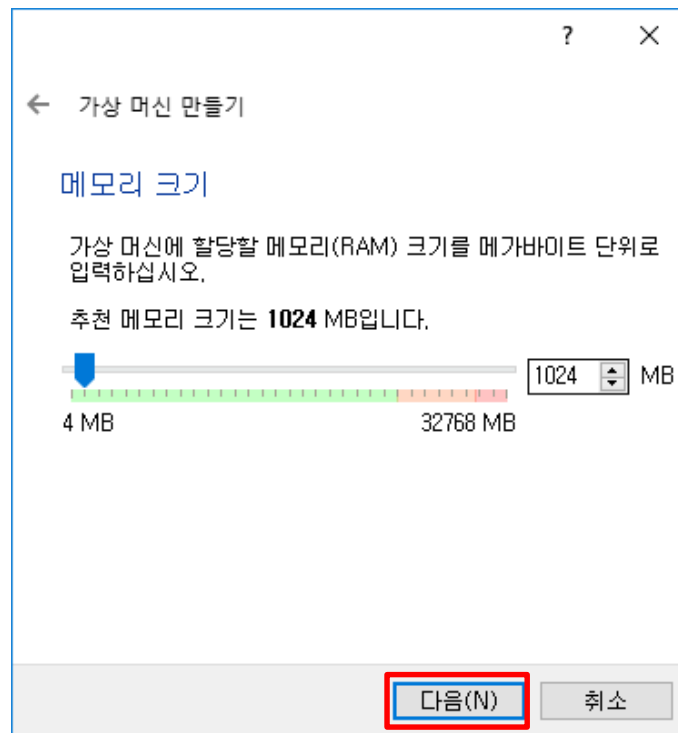 ?
가상 머신 만들기
메모리 크기
가상 머신에 할당할 메모리(RAM) 크기를 메가바이트 단위로
입력하십시오.
추천 메모리 크기는 1024 MB입니다.
1024 MB
4 MB 32768 MB
다음(N) 취소